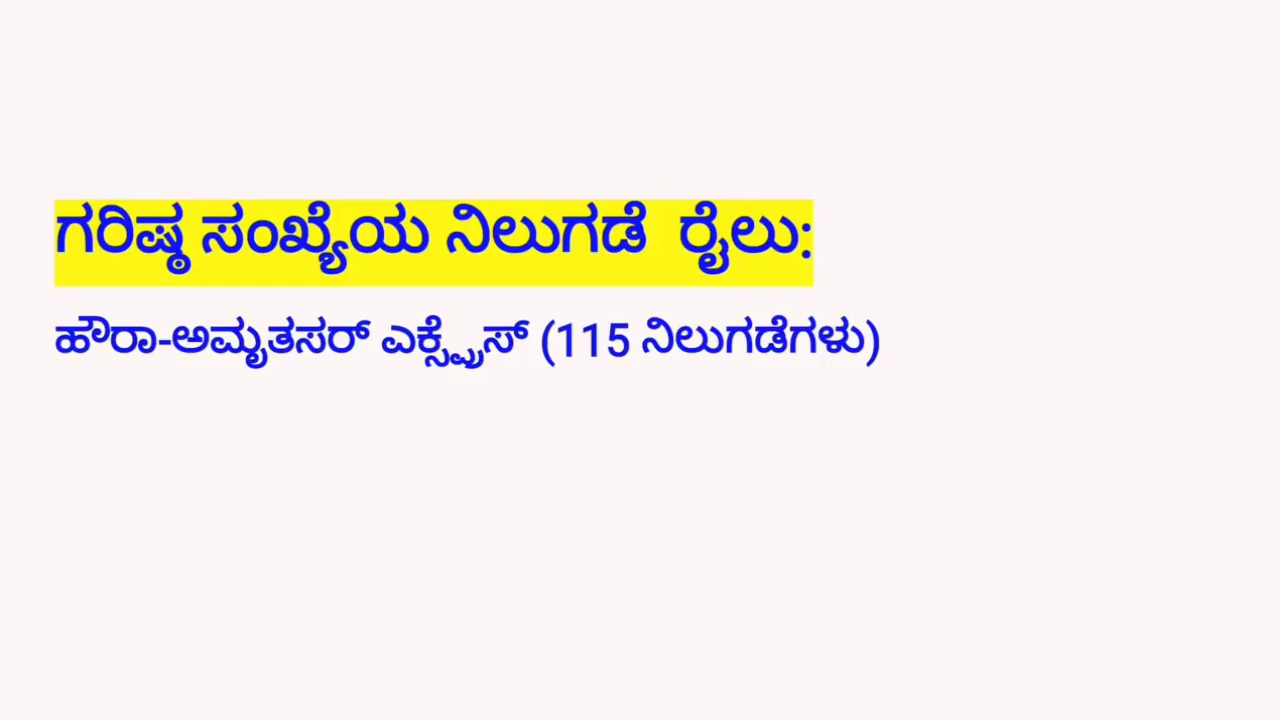 ಗರಿಷ್ಠ ಸಂಖ್ಯೆಯ ನಿಲುಗಡೆ ರೈಲು:
ಹೌರಾ-ಅಮೃತಸರ್ ಎಕ್ಸ್ಪ್ರೆಸ್ (115 ನಿಲುಗಡೆಗಳು)